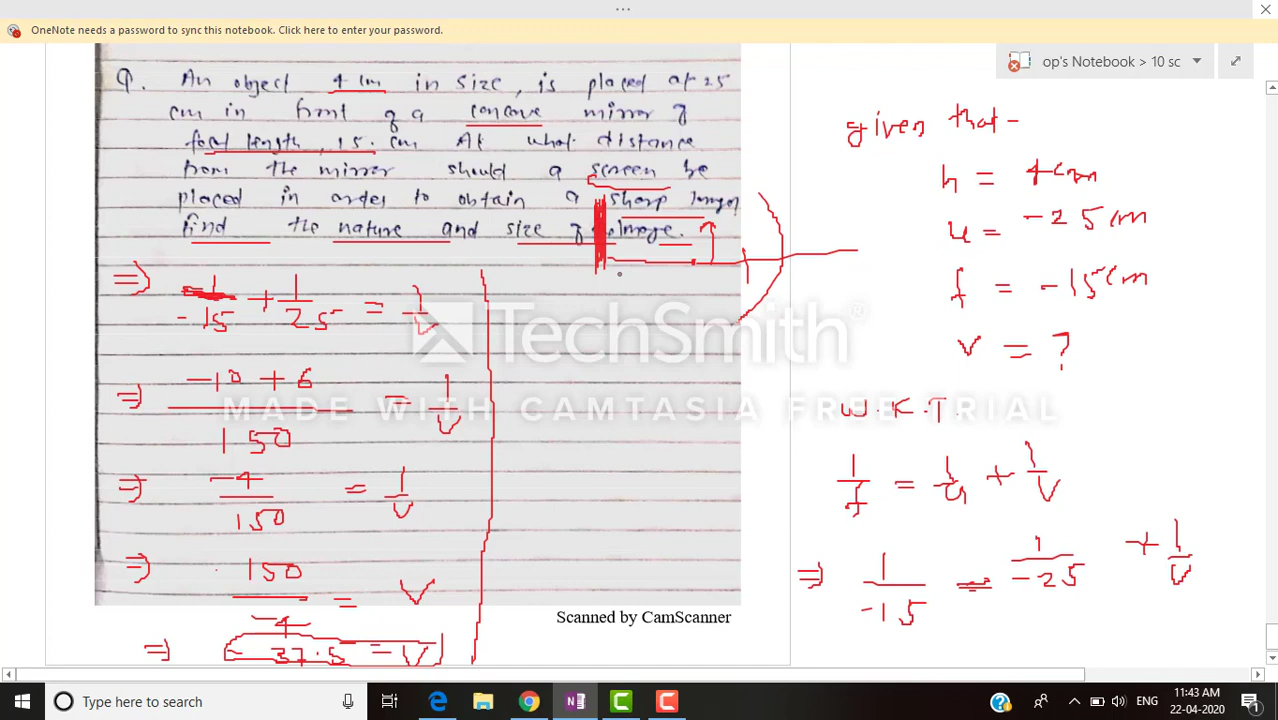 ...
OneNote needs a password to sync this notebook. Click here to enter your password.
op's Notebook > 10 sc
Q. An object 4 cm in size, is placed at 25
cm in front of a concave mirror of
focal length, 15. cm At what distance
from the mirror should a screen be
placed in order to obtain a sharp Image
find the nature and size of Image.
⇒) 1/-15 + 1/25 = 1/V
⇒) -10 + 6 / 150 = 1/V
⇒) -4/150 = 1/V
⇒) 150/-4 = V
⇒) -37.5 = V
given that -
h = 4cm
u = -25cm
f = -15cm
v = ?
W.K.T.
1/f = 1/u + 1/V
⇒) 1/-15 = 1/-25 + 1/V
TechSmith®
MADE WITH CAMTASIA FREE TRIAL
Scanned by CamScanner
Type here to search
ENG
11:43 AM
22-04-2020
1